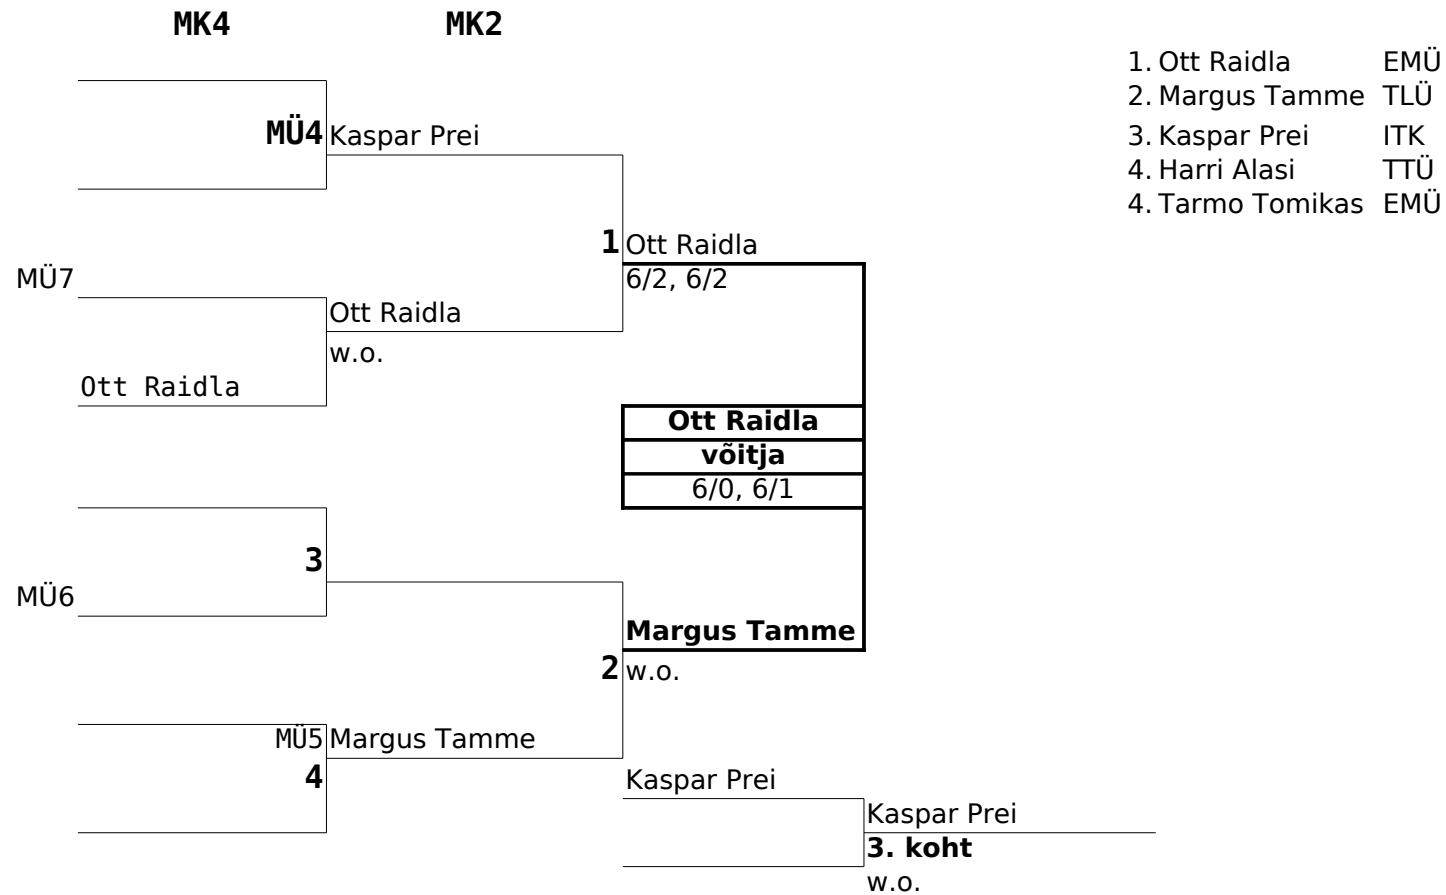 MK4 MK2
1. Ott Raidla EMÜ
2. Margus Tamme TLÜ
3. Kaspar Prei ITK
4. Harri Alasi TTÜ
4. Tarmo Tomikas EMÜ
MÜ4 Kaspar Prei
1 Ott Raidla
MÜ7 6/2, 6/2
Ott Raidla
w.o.
Ott Raidla
Ott Raidla
võitja
6/0, 6/1
3
MÜ6
Margus Tamme
2 w.o.
MÜ5 Margus Tamme
4 Kaspar Prei
Kaspar Prei
3. koht
w.o.